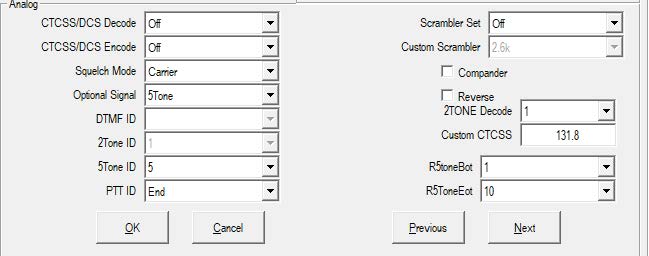 Analog
CTCSS/DCS Decode Off
CTCSS/DCS Encode Off
Squelch Mode Carrier
Optional Signal 5Tone
DTMF ID
2Tone ID 1
5Tone ID 5
PTT ID End
OK Cancel
Scrambler Set Off
Custom Scrambler 2.6k
Compander
Reverse
2TONE Decode 1
Custom CTCSS 131.8
R5toneBot 1
R5ToneEot 10
Previous Next